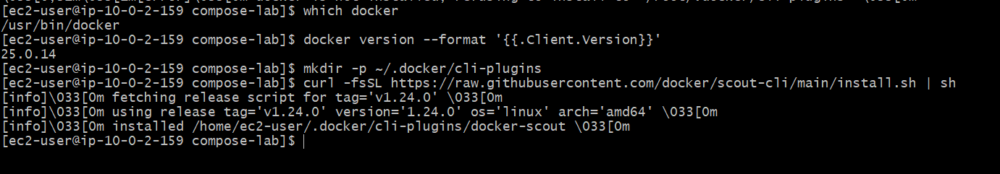 [ec2-user@ip-10-0-2-159 compose-lab]$ which docker
/usr/bin/docker
[ec2-user@ip-10-0-2-159 compose-lab]$ docker version --format '{{.Client.Version}}'
25.0.14
[ec2-user@ip-10-0-2-159 compose-lab]$ mkdir -p ~/.docker/cli-plugins
[ec2-user@ip-10-0-2-159 compose-lab]$ curl -fsSL https://raw.githubusercontent.com/docker/scout-cli/main/install.sh | sh
[info]\033[0m fetching release script for tag='v1.24.0' \033[0m
[info]\033[0m using release tag='v1.24.0' version='1.24.0' os='linux' arch='amd64' \033[0m
[info]\033[0m installed /home/ec2-user/.docker/cli-plugins/docker-scout \033[0m
[ec2-user@ip-10-0-2-159 compose-lab]$